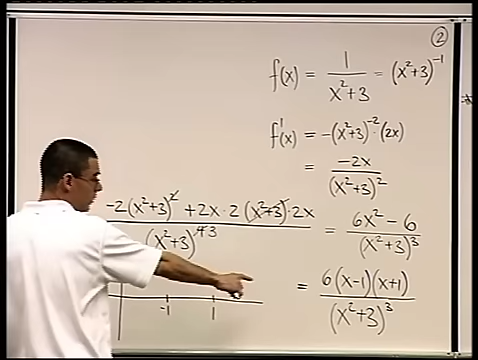 ②
f(x) = 1/(x²+3) = (x²+3)⁻¹
f'(x) = -(x²+3)⁻²·(2x)
= -2x/(x²+3)²
-2(x²+3)² + 2x·2(x²+3)·2x / (x²+3)⁴ 3 = 6x²-6/(x²+3)³
= 6(x-1)(x+1)/(x²+3)³
-1 1